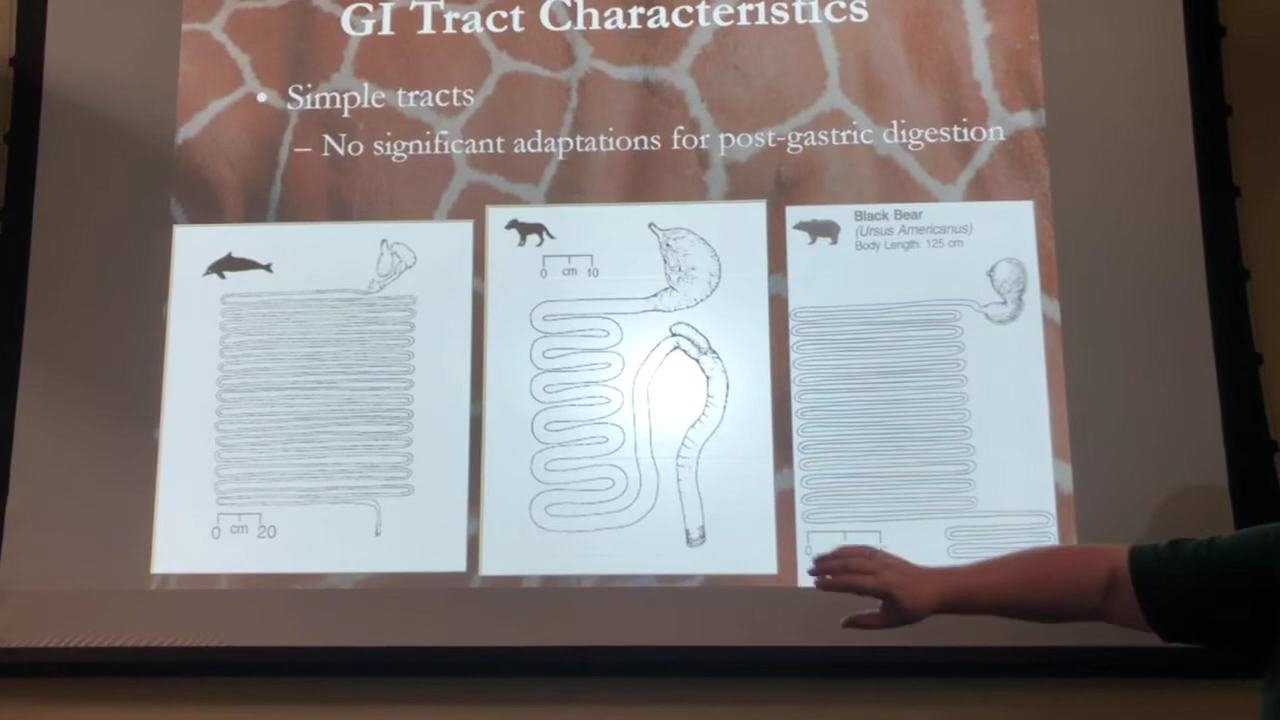 GI Tract Characteristics
• Simple tracts
– No significant adaptations for post-gastric digestion
Black Bear
(Ursus Americanus)
Body Length: 125 cm
0 cm 10
0 cm 20
0